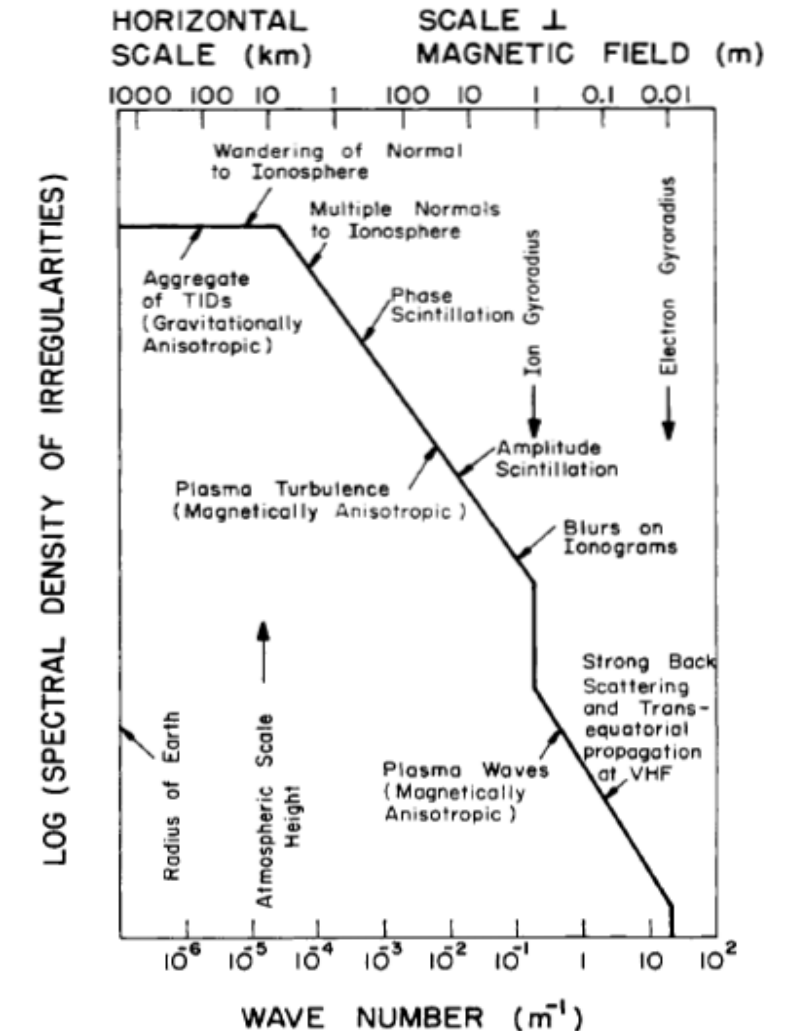 HORIZONTAL
SCALE (km)
SCALE ⊥
MAGNETIC FIELD (m)
1000 100 10 1 100 10 1 0.1 0.01
Wandering of Normal
to Ionosphere
Multiple Normals
to Ionosphere
Aggregate
of TIDs
(Gravitationally
Anisotropic)
Phase
Scintillation
Ion Gyroradius
Electron Gyroradius
Amplitude
Scintillation
Plasma Turbulence
(Magnetically Anisotropic)
Blurs on
Ionograms
Strong Back
Scattering
and Trans-
equatorial
propagation
at VHF
Plasma Waves
(Magnetically
Anisotropic)
Radius of Earth
Atmospheric Scale
Height
LOG (SPECTRAL DENSITY OF IRREGULARITIES)
10⁻⁶ 10⁻⁵ 10⁻⁴ 10⁻³ 10⁻² 10⁻¹ 1 10 10²
WAVE NUMBER (m⁻¹)